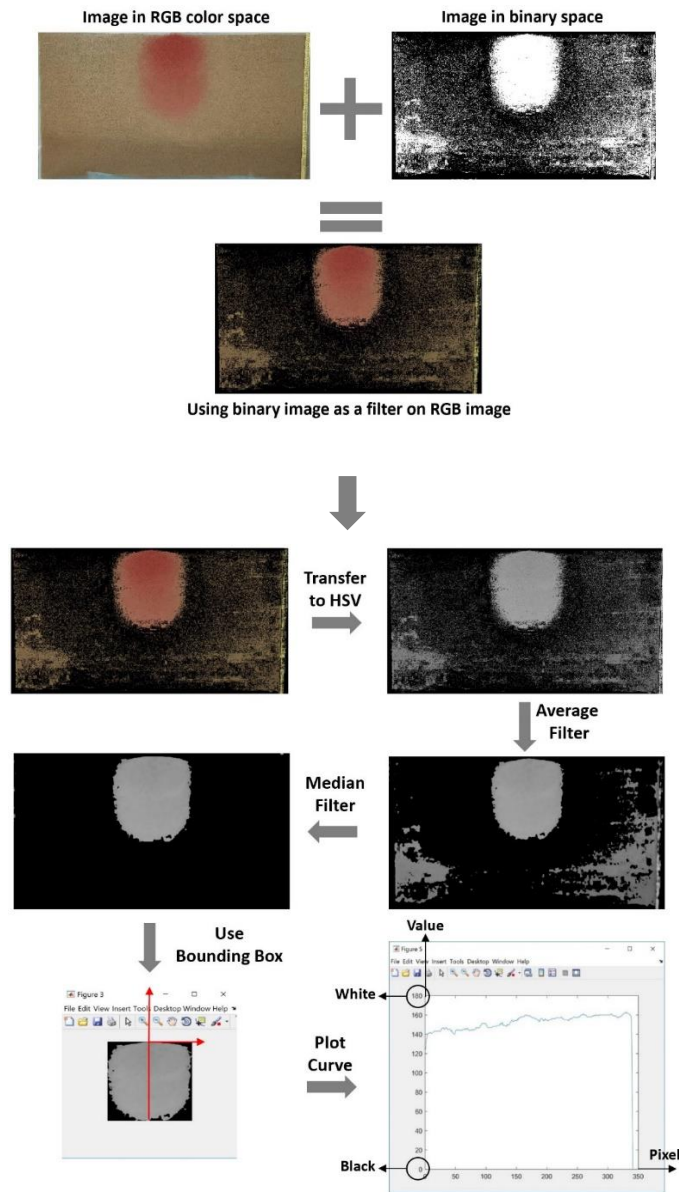 Image in RGB color space
Image in binary space
Using binary image as a filter on RGB image
Transfer
to HSV
Average
Filter
Median
Filter
Use
Bounding Box
Figure 3
File Edit View Insert Tools Desktop Window Help
Plot
Curve
Value
Figure 5
File Edit View Insert Tools Desktop Window Help
White
180
160
140
120
100
80
60
40
20
Black
0
0 50 100 150 200 250 300 350
Pixel